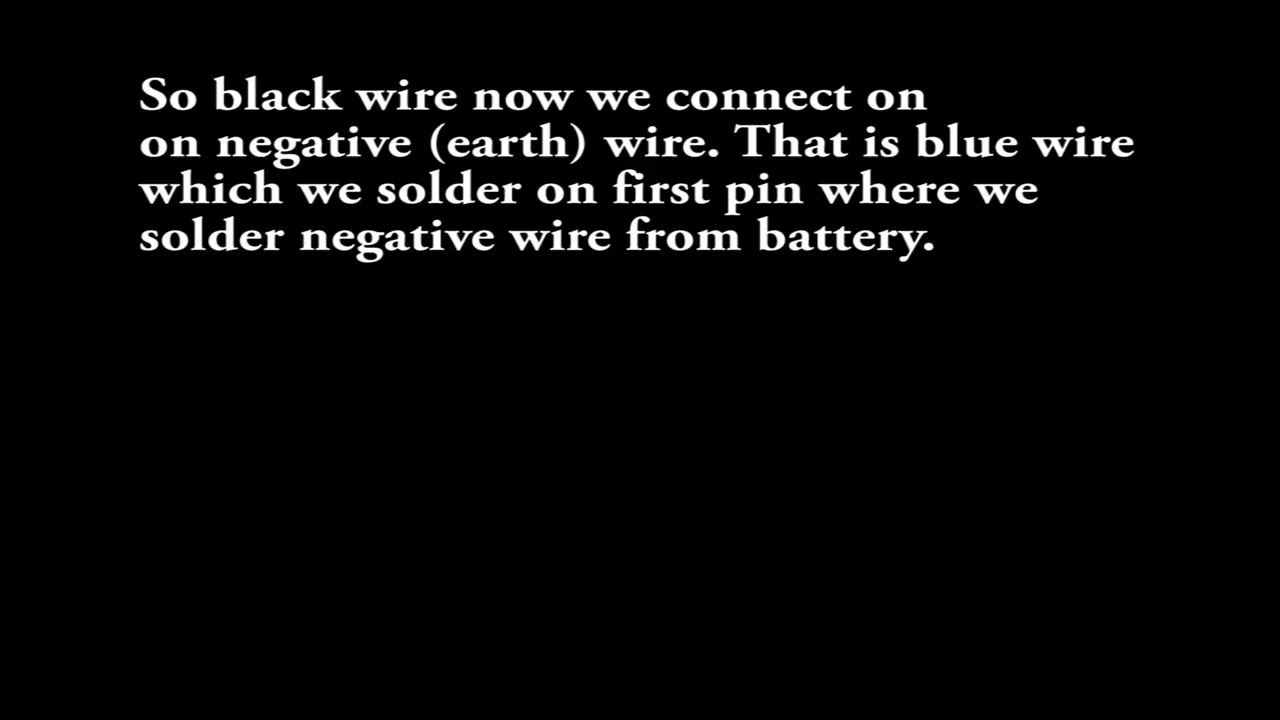 So black wire now we connect on
on negative (earth) wire. That is blue wire
which we solder on first pin where we
solder negative wire from battery.